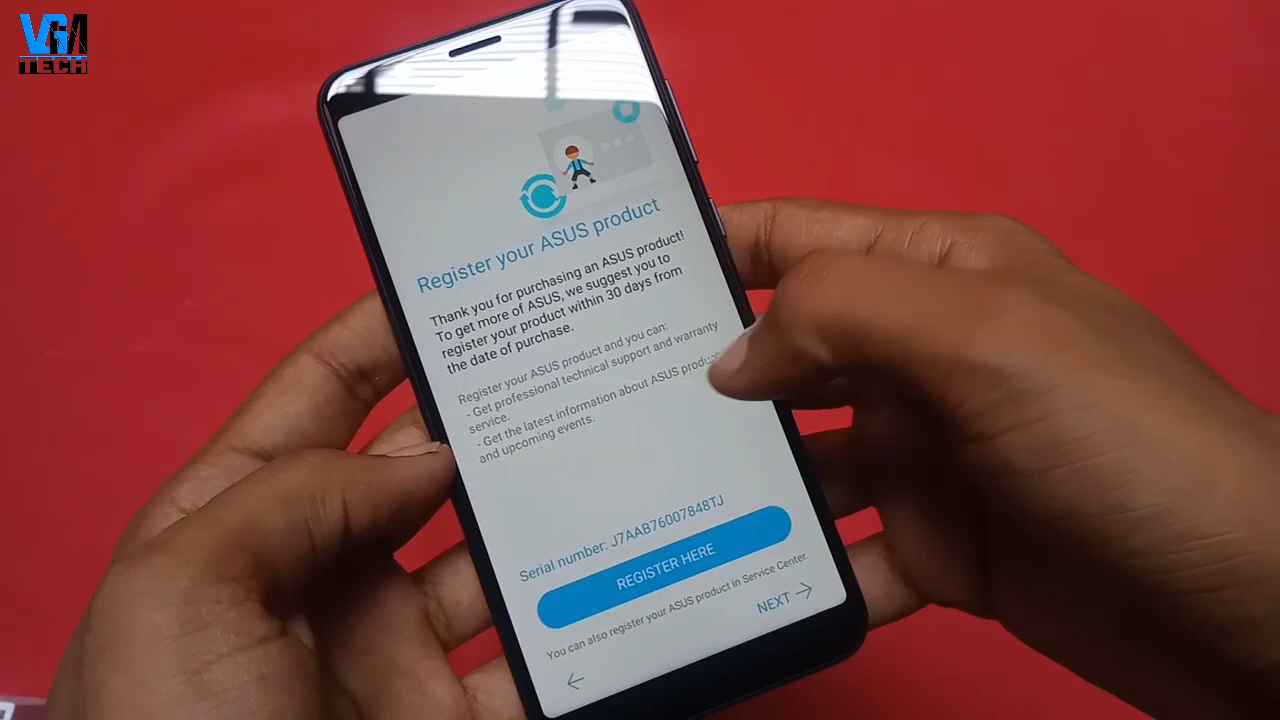 VGM
TECH
Register your ASUS product
Thank you for purchasing an ASUS product!
To get more of ASUS, we suggest you to
register your product within 30 days from
the date of purchase.
Register your ASUS product and you can:
- Get professional technical support and warranty
service.
- Get the latest information about ASUS product
and upcoming events.
Serial number: J7AAB76007848TJ
REGISTER HERE
You can also register your ASUS product in Service Center.
NEXT